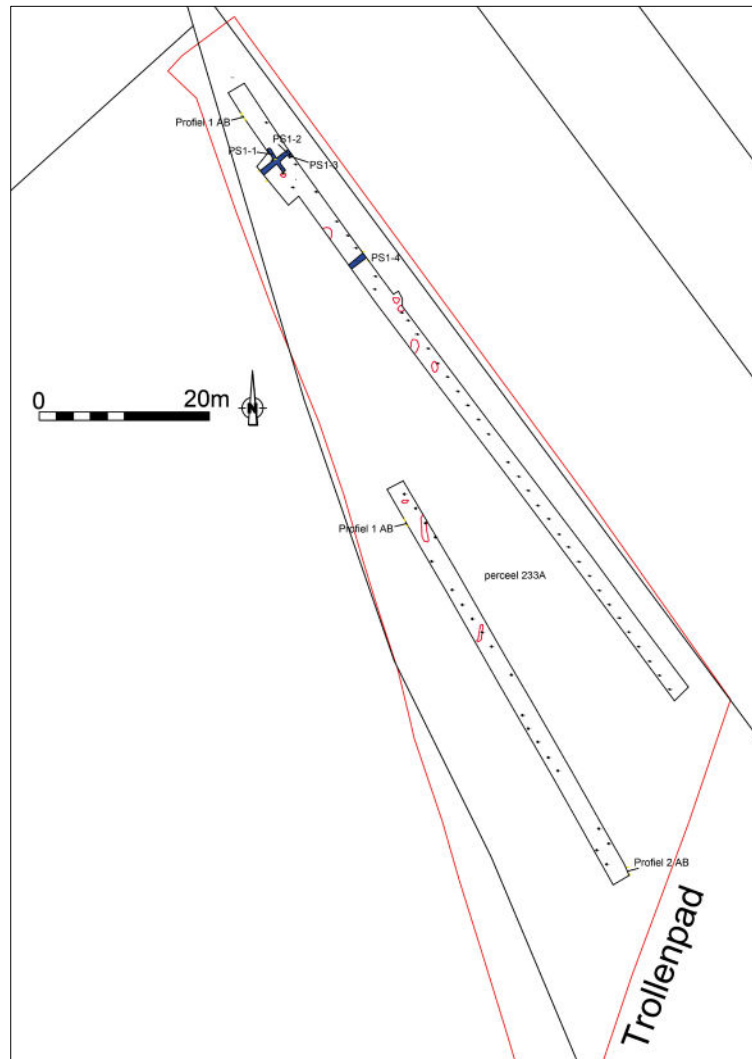 Profiel 1 AB
PS1-2
PS1-1
PS1-3
PS1-4
0 20m
N
Profiel 1 AB
perceel 233A
Profiel 2 AB
Trollenpad